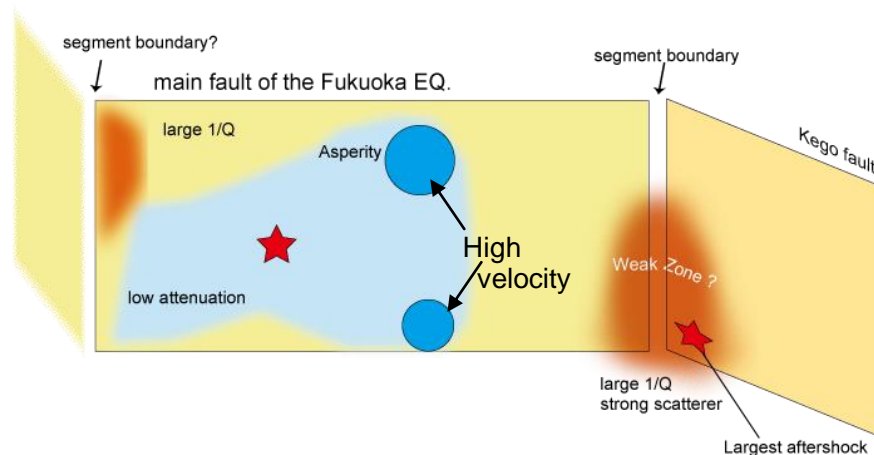 segment boundary?
segment boundary
main fault of the Fukuoka EQ.
Kego fault
large 1/Q
Asperity
High
velocity
Weak Zone ?
low attenuation
large 1/Q
strong scatterer
Largest aftershock